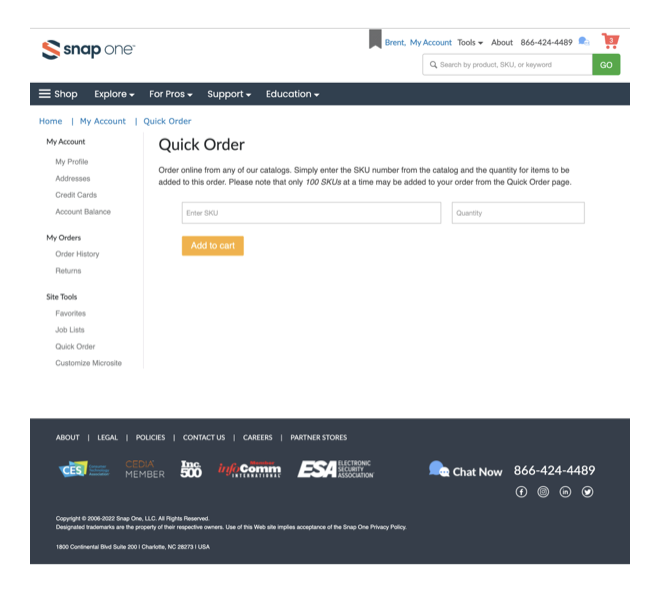 snap one
Brent, My Account Tools About 866-424-4489 3
Search by product, SKU, or keyword GO
Shop Explore For Pros Support Education
Home | My Account | Quick Order
My Account
My Profile
Addresses
Credit Cards
Account Balance
My Orders
Order History
Returns
Site Tools
Favorites
Job Lists
Quick Order
Customize Microsite
Quick Order
Order online from any of our catalogs. Simply enter the SKU number from the catalog and the quantity for items to be
added to this order. Please note that only 100 SKUs at a time may be added to your order from the Quick Order page.
Enter SKU Quantity
Add to cart
ABOUT | LEGAL | POLICIES | CONTACT US | CAREERS | PARTNER STORES
CES
CEDIA
MEMBER
Inc.
500
InfoComm
INTERNATIONAL
ESA ELECTRONIC
SECURITY
ASSOCIATION
Chat Now 866-424-4489
Copyright © 2006-2022 Snap One, LLC. All Rights Reserved.
Designated trademarks are the property of their respective owners. Use of this Web site implies acceptance of the Snap One Privacy Policy.
1800 Continental Blvd Suite 200 | Charlotte, NC 28273 | USA